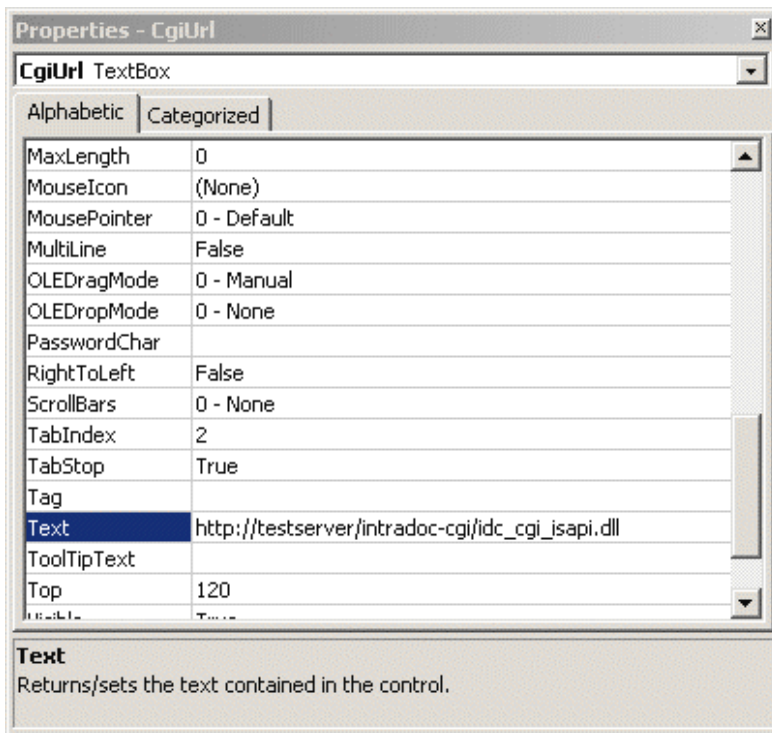 Properties - CgiUrl
CgiUrl TextBox
Alphabetic Categorized
MaxLength 0
MouseIcon (None)
MousePointer 0 - Default
MultiLine False
OLEDragMode 0 - Manual
OLEDropMode 0 - None
PasswordChar
RightToLeft False
ScrollBars 0 - None
TabIndex 2
TabStop True
Tag
Text http://testserver/intradoc-cgi/idc_cgi_isapi.dll
ToolTipText
Top 120
Visible True
Text
Returns/sets the text contained in the control.